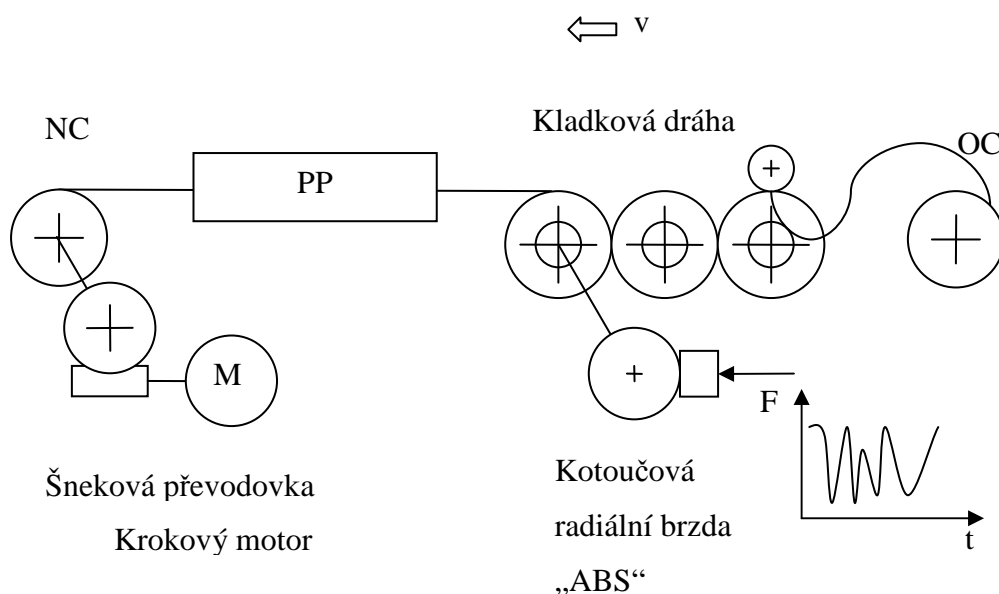 v
NC
Kladková dráha
OC
PP
M
F
Šneková převodovka
Krokový motor
Kotoučová
radiální brzda
„ABS“
t